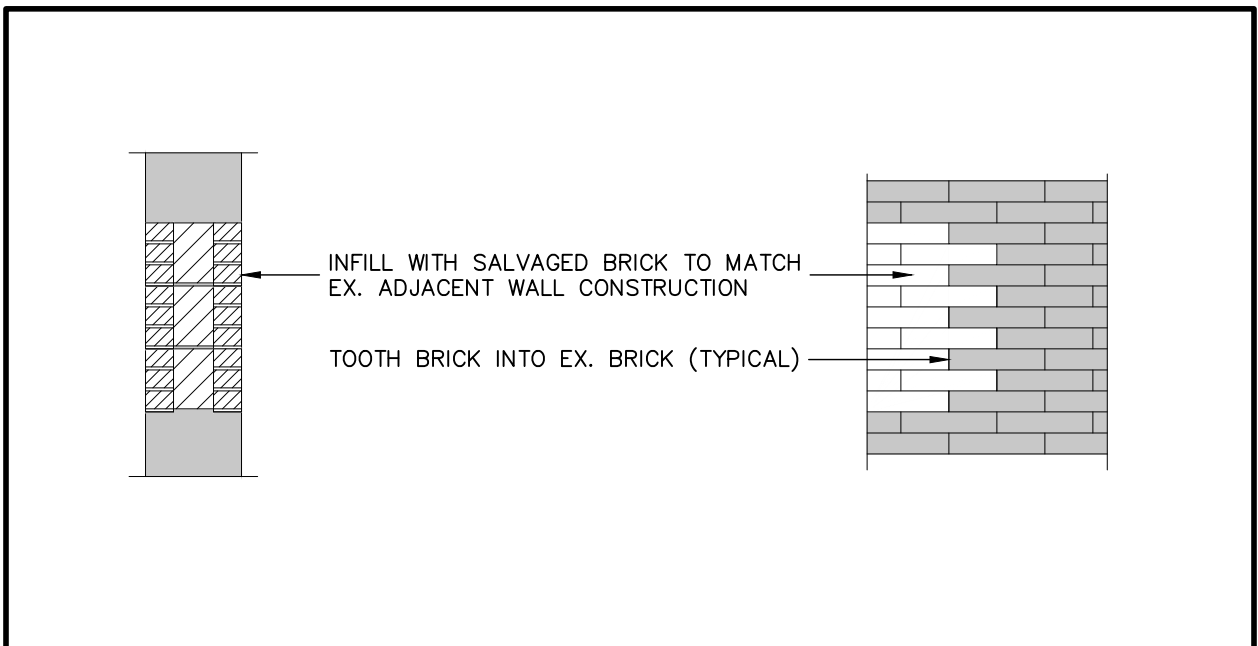 INFILL WITH SALVAGED BRICK TO MATCH
EX. ADJACENT WALL CONSTRUCTION
TOOTH BRICK INTO EX. BRICK (TYPICAL)